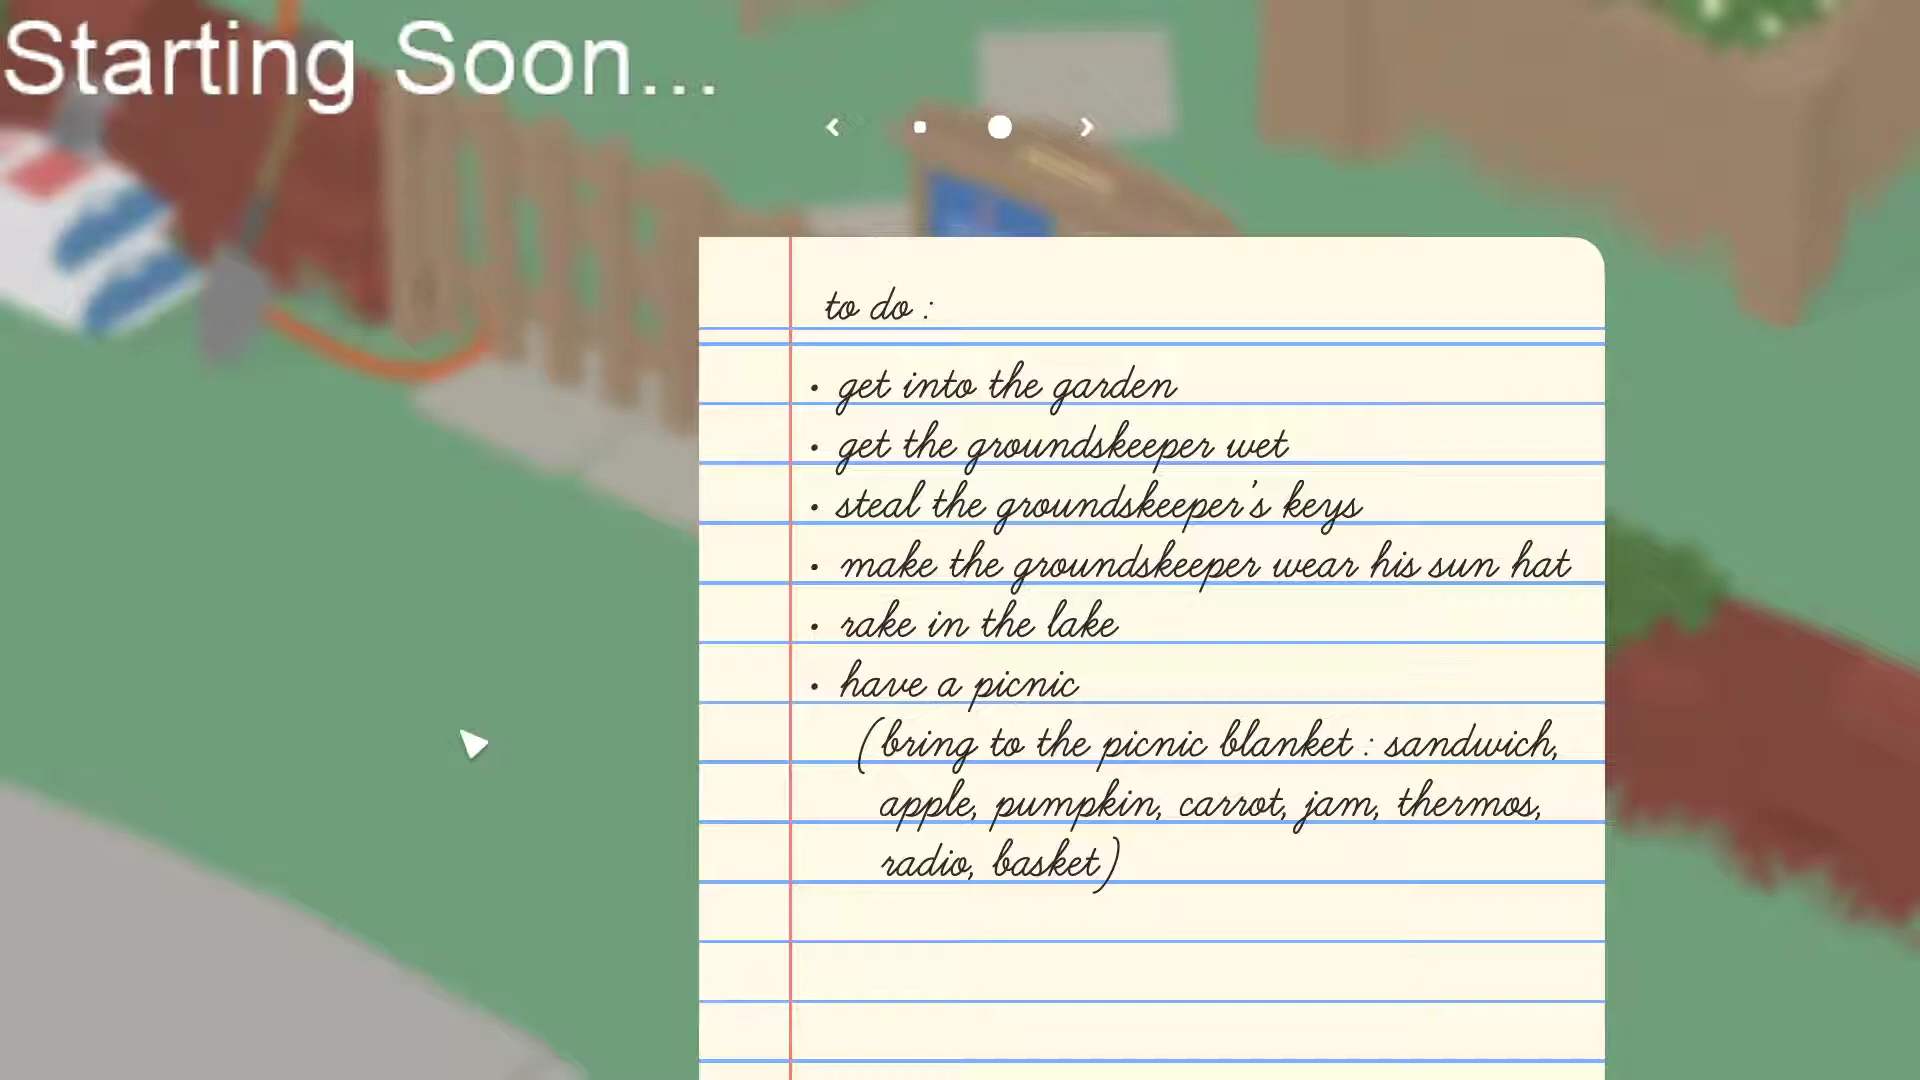 Starting Soon...
to do :
• get into the garden
• get the groundskeeper wet
• steal the groundskeeper's keys
• make the groundskeeper wear his sun hat
• rake in the lake
• have a picnic
(bring to the picnic blanket : sandwich,
apple, pumpkin, carrot, jam, thermos,
radio, basket)